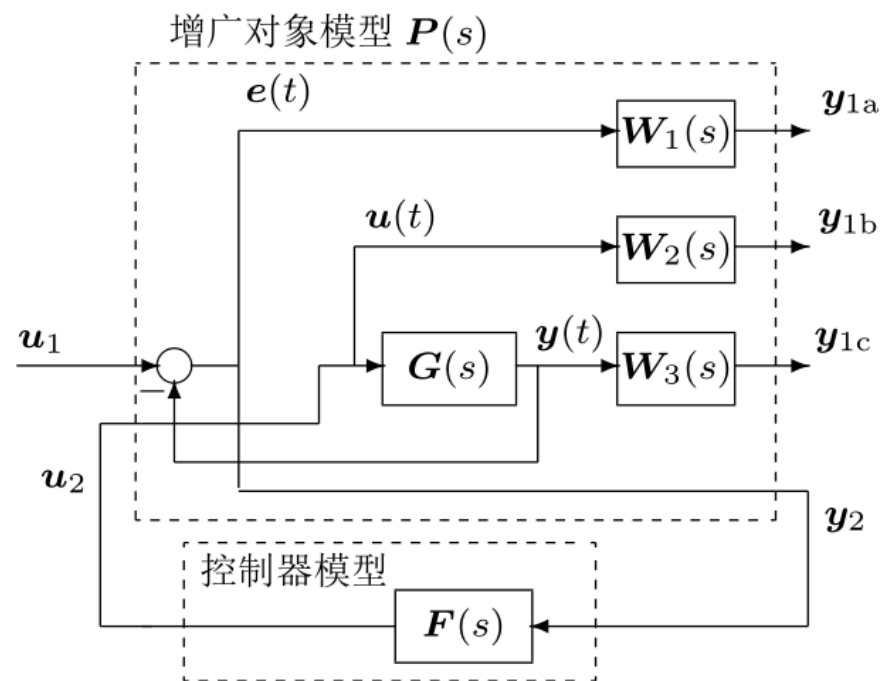 增广对象模型 P(s)
e(t)
W₁(s)
y₁ₐ
u(t)
W₂(s)
y₁b
u₁
−
G(s)
y(t)
W₃(s)
y₁c
u₂
y₂
控制器模型
F(s)